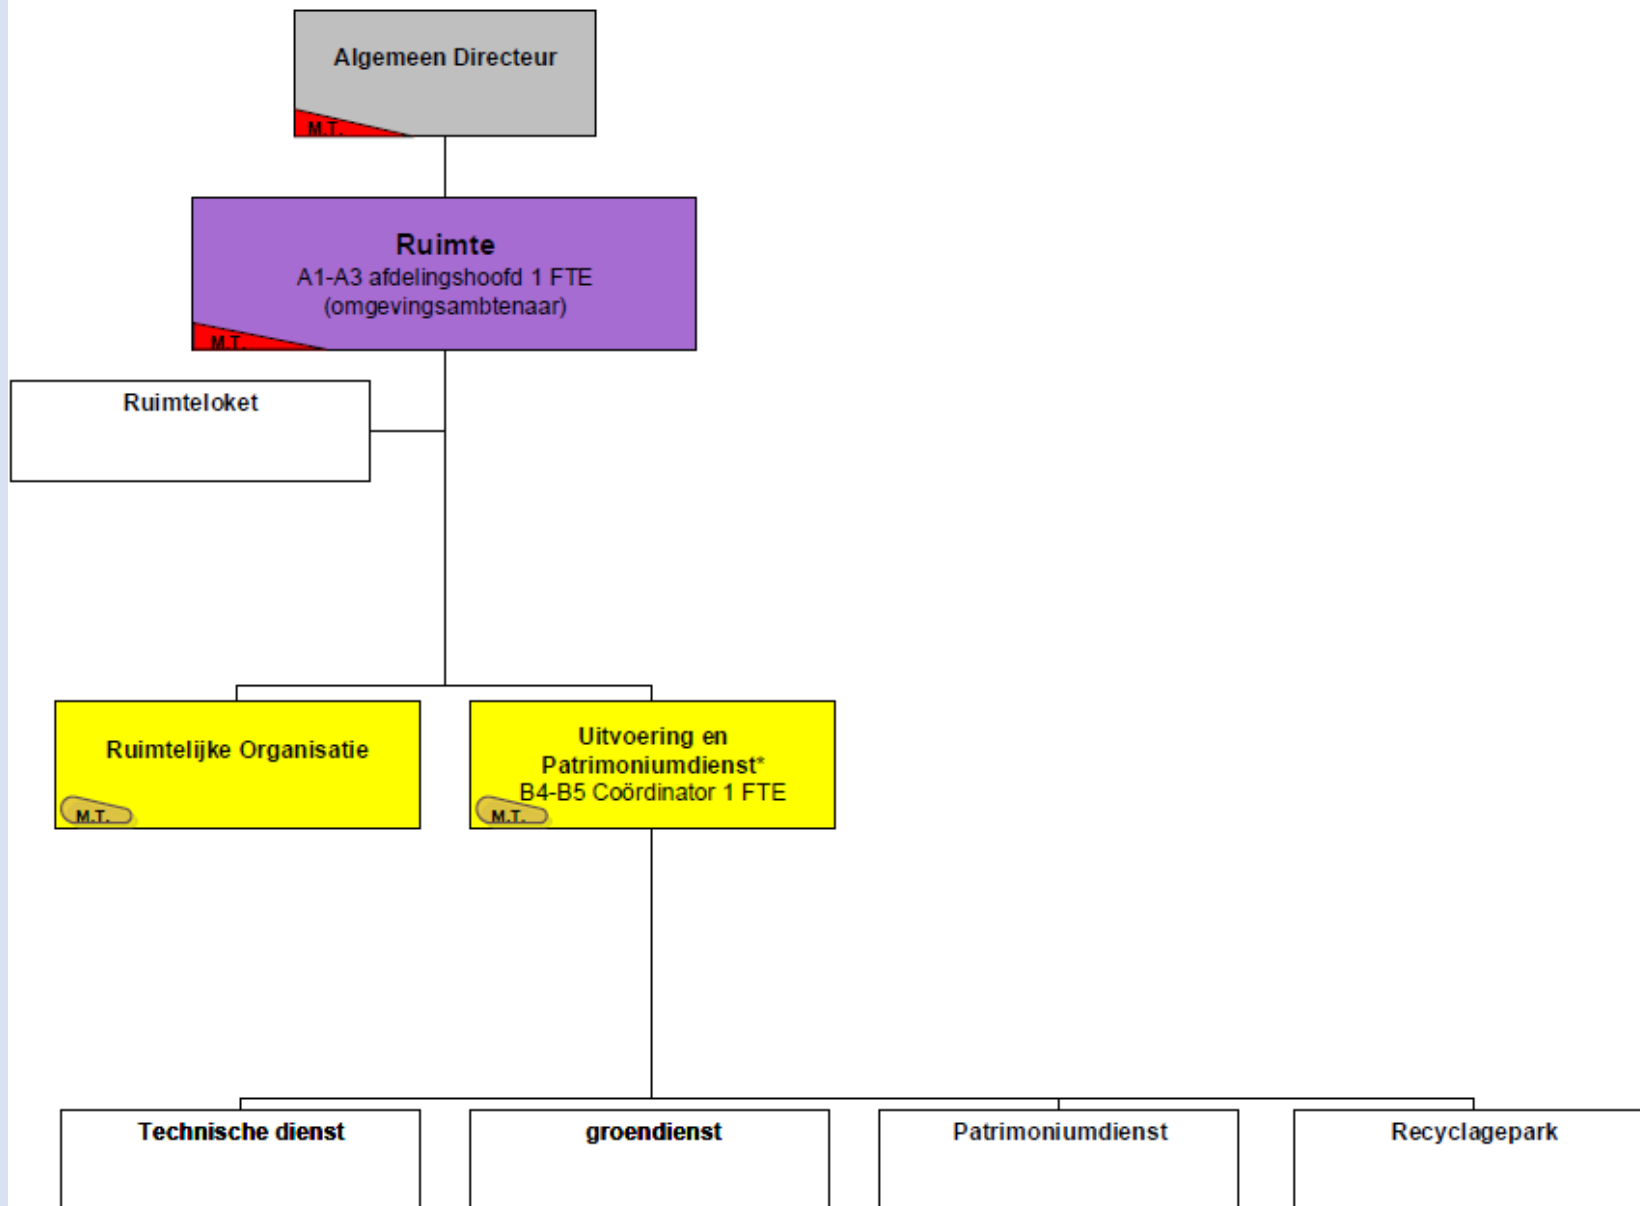 Algemeen Directeur
M.T.
Ruimte
A1-A3 afdelingshoofd 1 FTE
(omgevingsambtenaar)
M.T.
Ruimteloket
Ruimtelijke Organisatie
M.T.
Uitvoering en
Patrimoniumdienst*
B4-B5 Coördinator 1 FTE
M.T.
Technische dienst
groendienst
Patrimoniumdienst
Recyclagepark